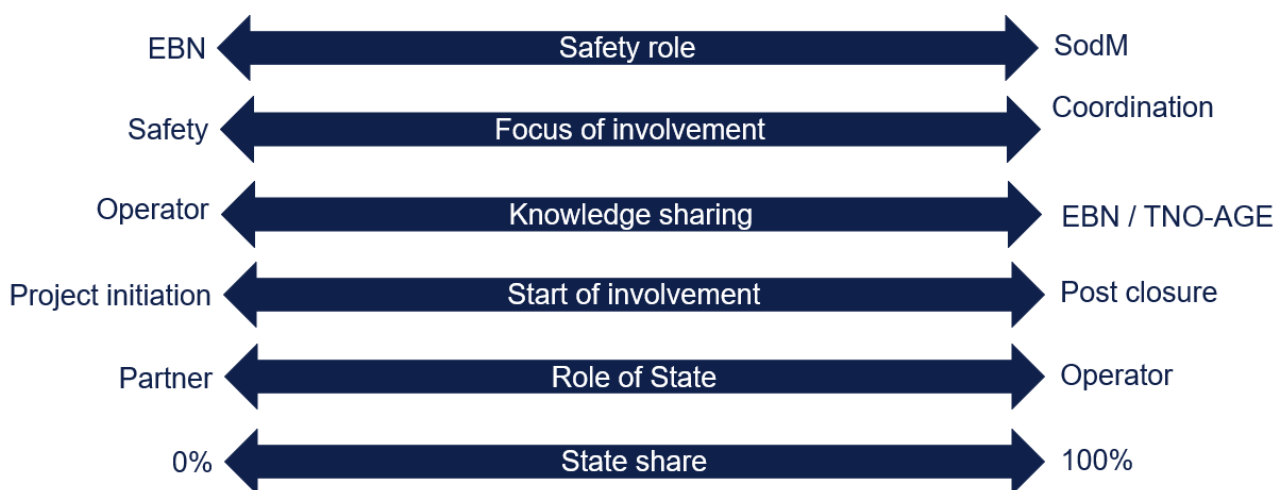 EBN Safety role SodM
Safety Focus of involvement Coordination
Operator Knowledge sharing EBN / TNO-AGE
Project initiation Start of involvement Post closure
Partner Role of State Operator
0% State share 100%